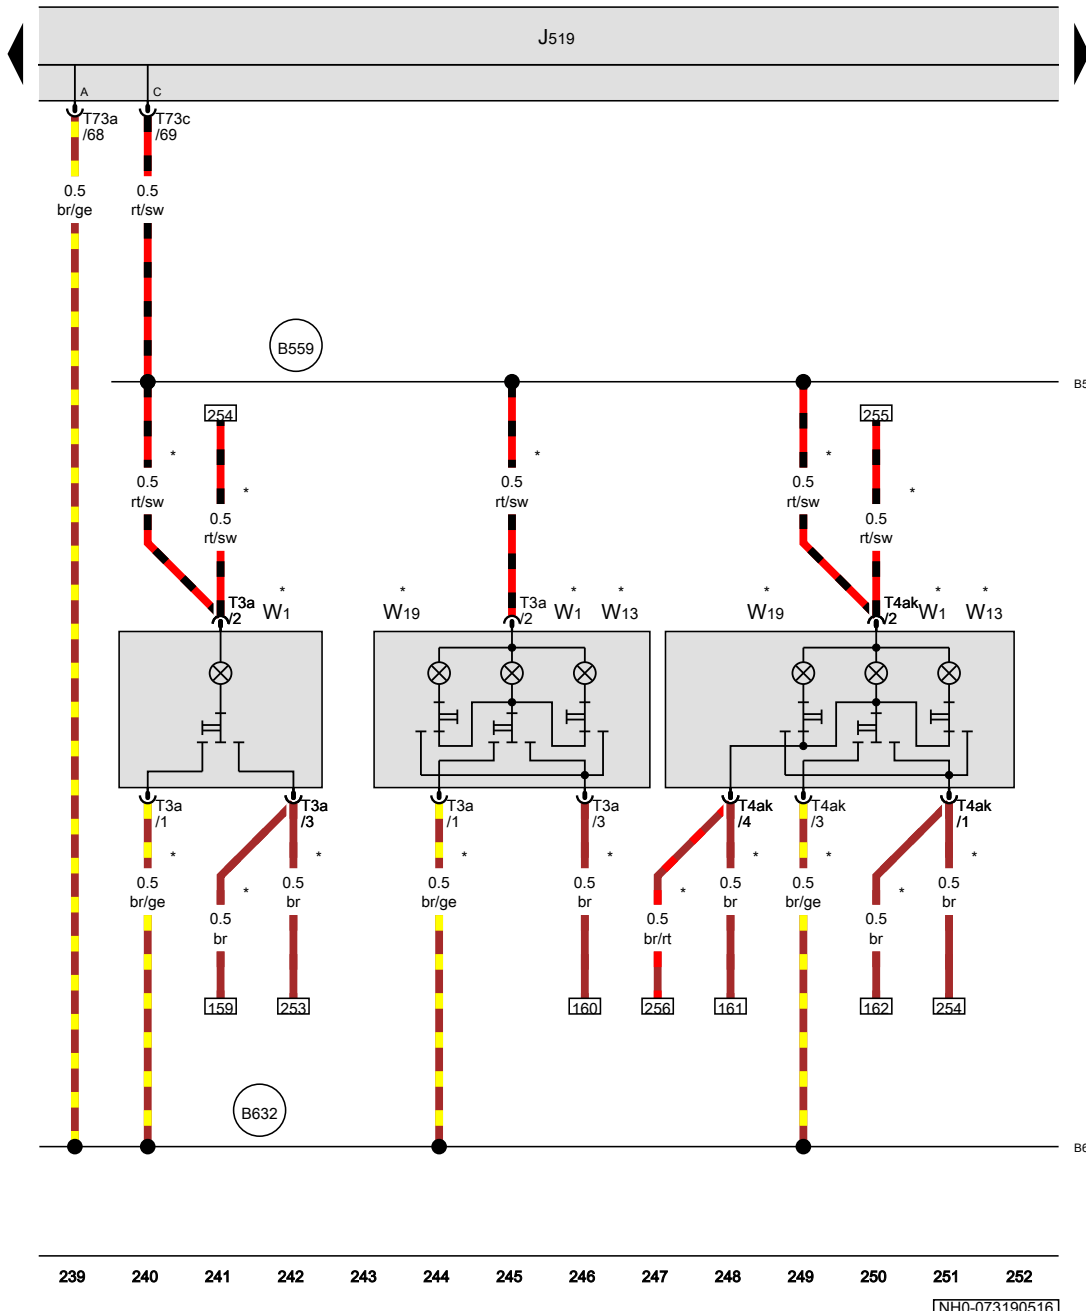 J519
A
C
T73a
/68
T73c
/69
0.5
br/ge
0.5
rt/sw
B559
B5
254
255
*
*
*
*
*
0.5
rt/sw
0.5
rt/sw
0.5
rt/sw
0.5
rt/sw
0.5
rt/sw
*
*
*
*
*
*
*
T3a
/2
W1
W19
T3a
/2
W1
W13
W19
T4ak
/2
W1
W13
T3a
/1
T3a
/3
T3a
/1
T3a
/3
T4ak
/4
T4ak
/3
T4ak
/1
*
*
*
*
*
*
*
0.5
br/ge
0.5
br
0.5
br/ge
0.5
br
0.5
br
0.5
br/ge
0.5
br
*
*
*
0.5
br
0.5
br/rt
0.5
br
159
253
160
256
161
162
254
B632
B6
239 240 241 242 243 244 245 246 247 248 249 250 251 252
NH0-073190516